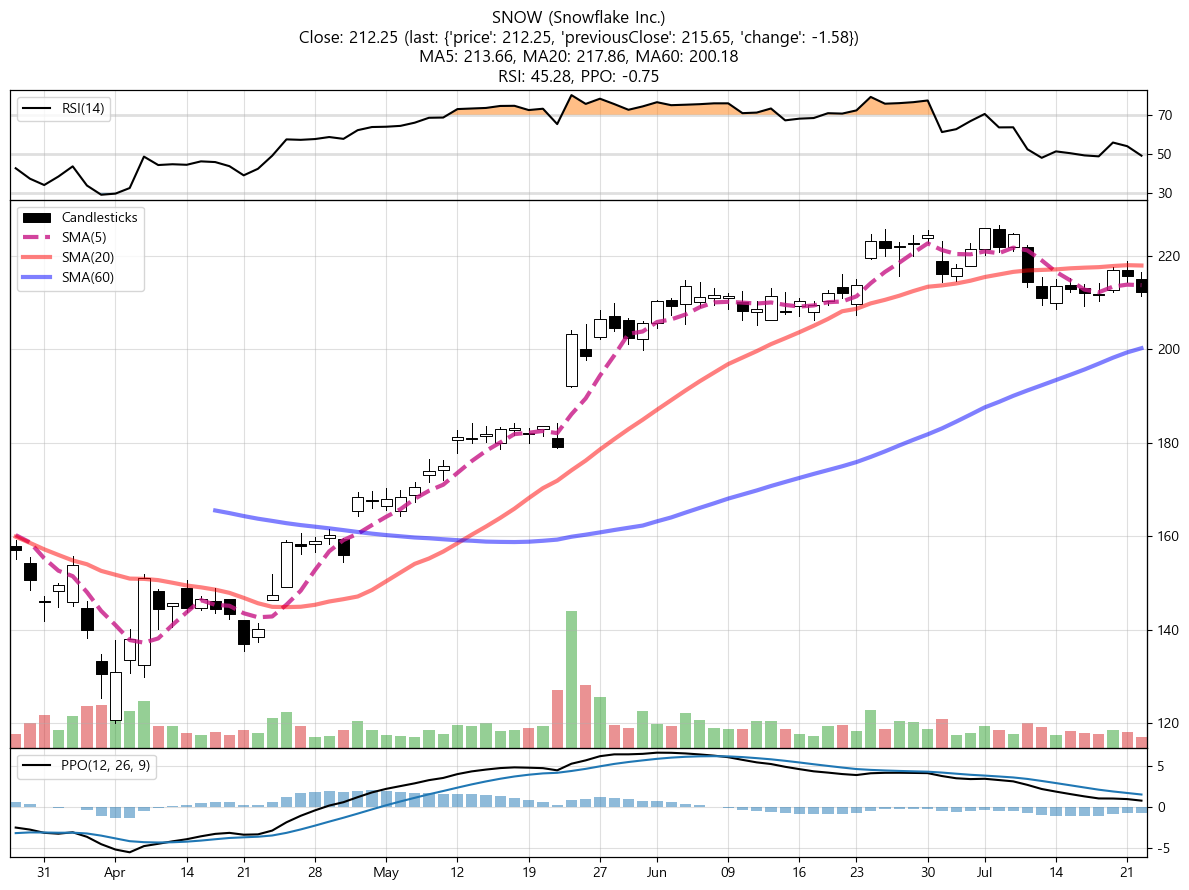 SNOW (Snowflake Inc.)
Close: 212.25 (last: {'price': 212.25, 'previousClose': 215.65, 'change': -1.58})
MA5: 213.66, MA20: 217.86, MA60: 200.18
RSI: 45.28, PPO: -0.75
RSI(14)
70
50
30
Candlesticks
SMA(5)
SMA(20)
SMA(60)
220
200
180
160
140
120
PPO(12, 26, 9)
5
0
-5
31 Apr 14 21 28 May 12 19 27 Jun 09 16 23 30 Jul 14 21